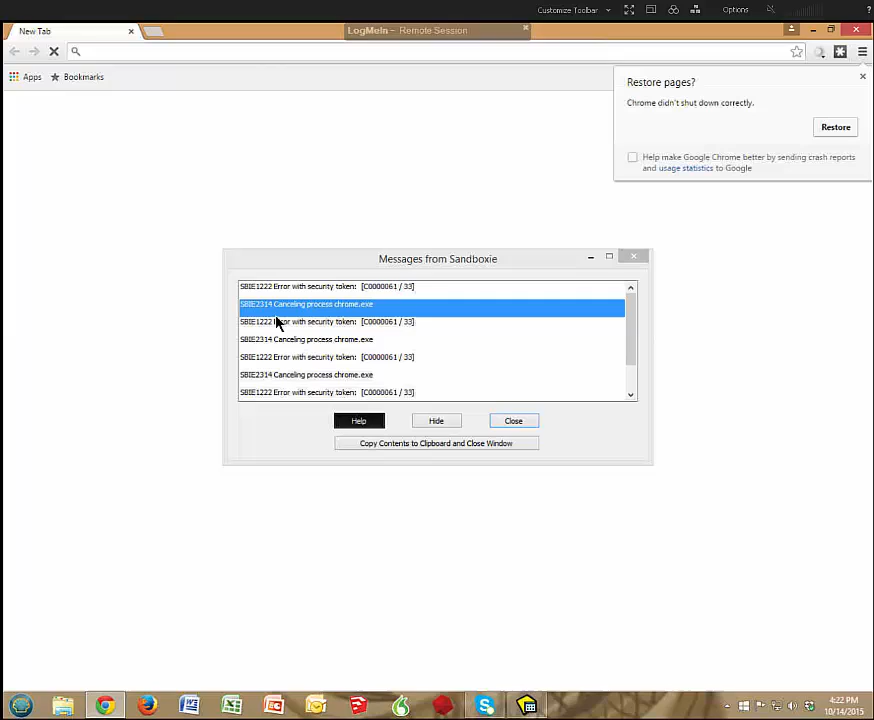 Customize Toolbar
Options
?
New Tab
LogMeIn – Remote Session
Apps
Bookmarks
Restore pages?
Chrome didn't shut down correctly.
Restore
Help make Google Chrome better by sending crash reports
and usage statistics to Google
Messages from Sandboxie
SBIE1222 Error with security token: [C0000061 / 33]
SBIE2314 Canceling process chrome.exe
SBIE1222 Error with security token: [C0000061 / 33]
SBIE2314 Canceling process chrome.exe
SBIE1222 Error with security token: [C0000061 / 33]
SBIE2314 Canceling process chrome.exe
SBIE1222 Error with security token: [C0000061 / 33]
Help
Hide
Close
Copy Contents to Clipboard and Close Window
4:22 PM
10/14/2015